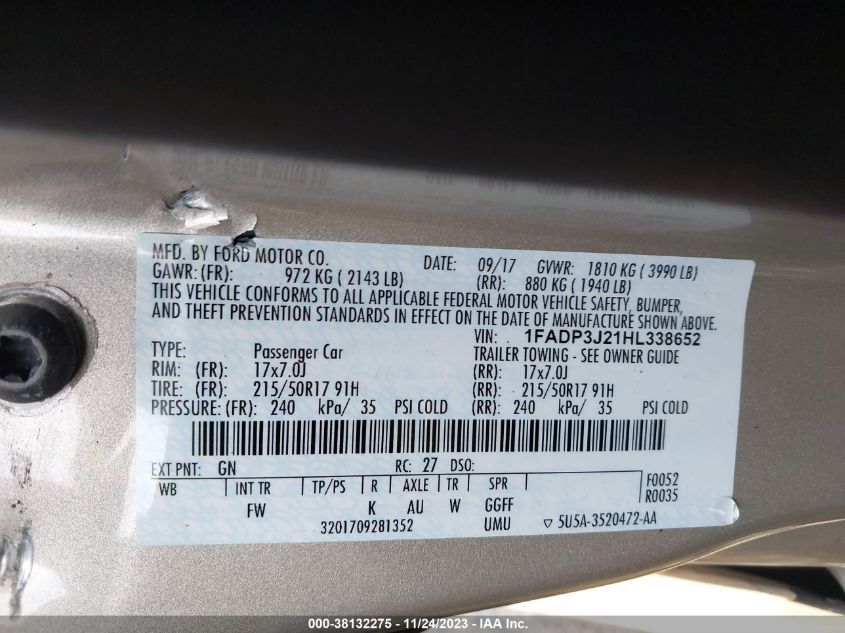 MFD. BY FORD MOTOR CO. DATE: 09/17 GVWR: 1810 KG ( 3990 LB)
GAWR: (FR): 972 KG ( 2143 LB) (RR): 880 KG ( 1940 LB)
THIS VEHICLE CONFORMS TO ALL APPLICABLE FEDERAL MOTOR VEHICLE SAFETY, BUMPER,
AND THEFT PREVENTION STANDARDS IN EFFECT ON THE DATE OF MANUFACTURE SHOWN ABOVE.
VIN: 1FADP3J21HL338652
TYPE: Passenger Car TRAILER TOWING - SEE OWNER GUIDE
RIM: (FR): 17x7.0J (RR): 17x7.0J
TIRE: (FR): 215/50R17 91H (RR): 215/50R17 91H
PRESSURE: (FR): 240 kPa/ 35 PSI COLD (RR): 240 kPa/ 35 PSI COLD
EXT PNT: GN RC: 27 DSO:
WB INT TR TP/PS R AXLE TR SPR F0052
FW K AU W GGFF R0035
3201709281352 UMU ▽ 5U5A-3520472-AA
000-38132275 - 11/24/2023 - IAA Inc.